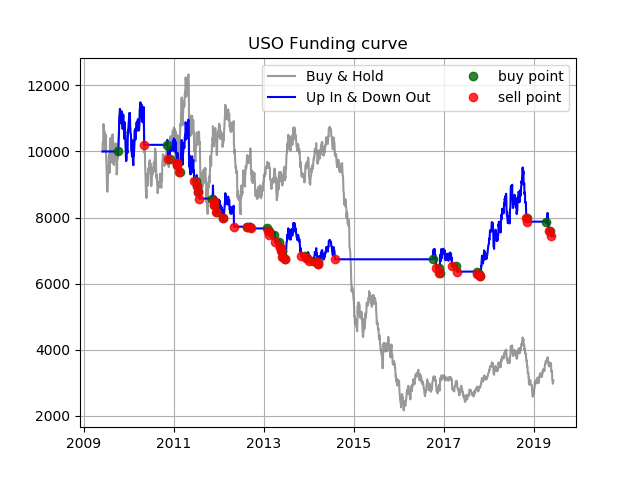 USO Funding curve
Buy & Hold
Up In & Down Out
buy point
sell point
12000
10000
8000
6000
4000
2000
2009 2011 2013 2015 2017 2019